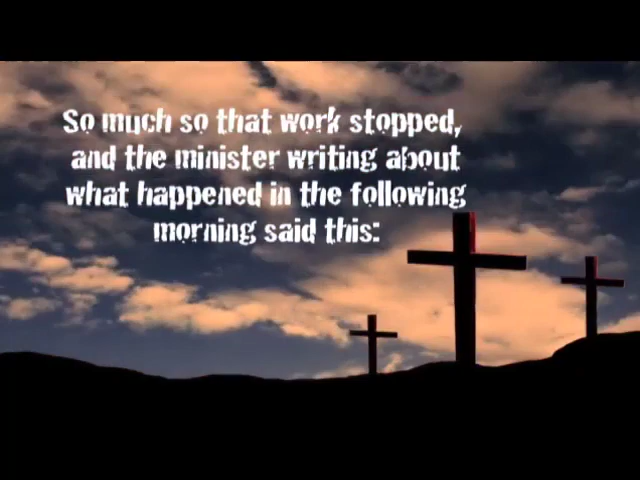 So much so that work stopped,
and the minister writing about
what happened in the following
morning said this: